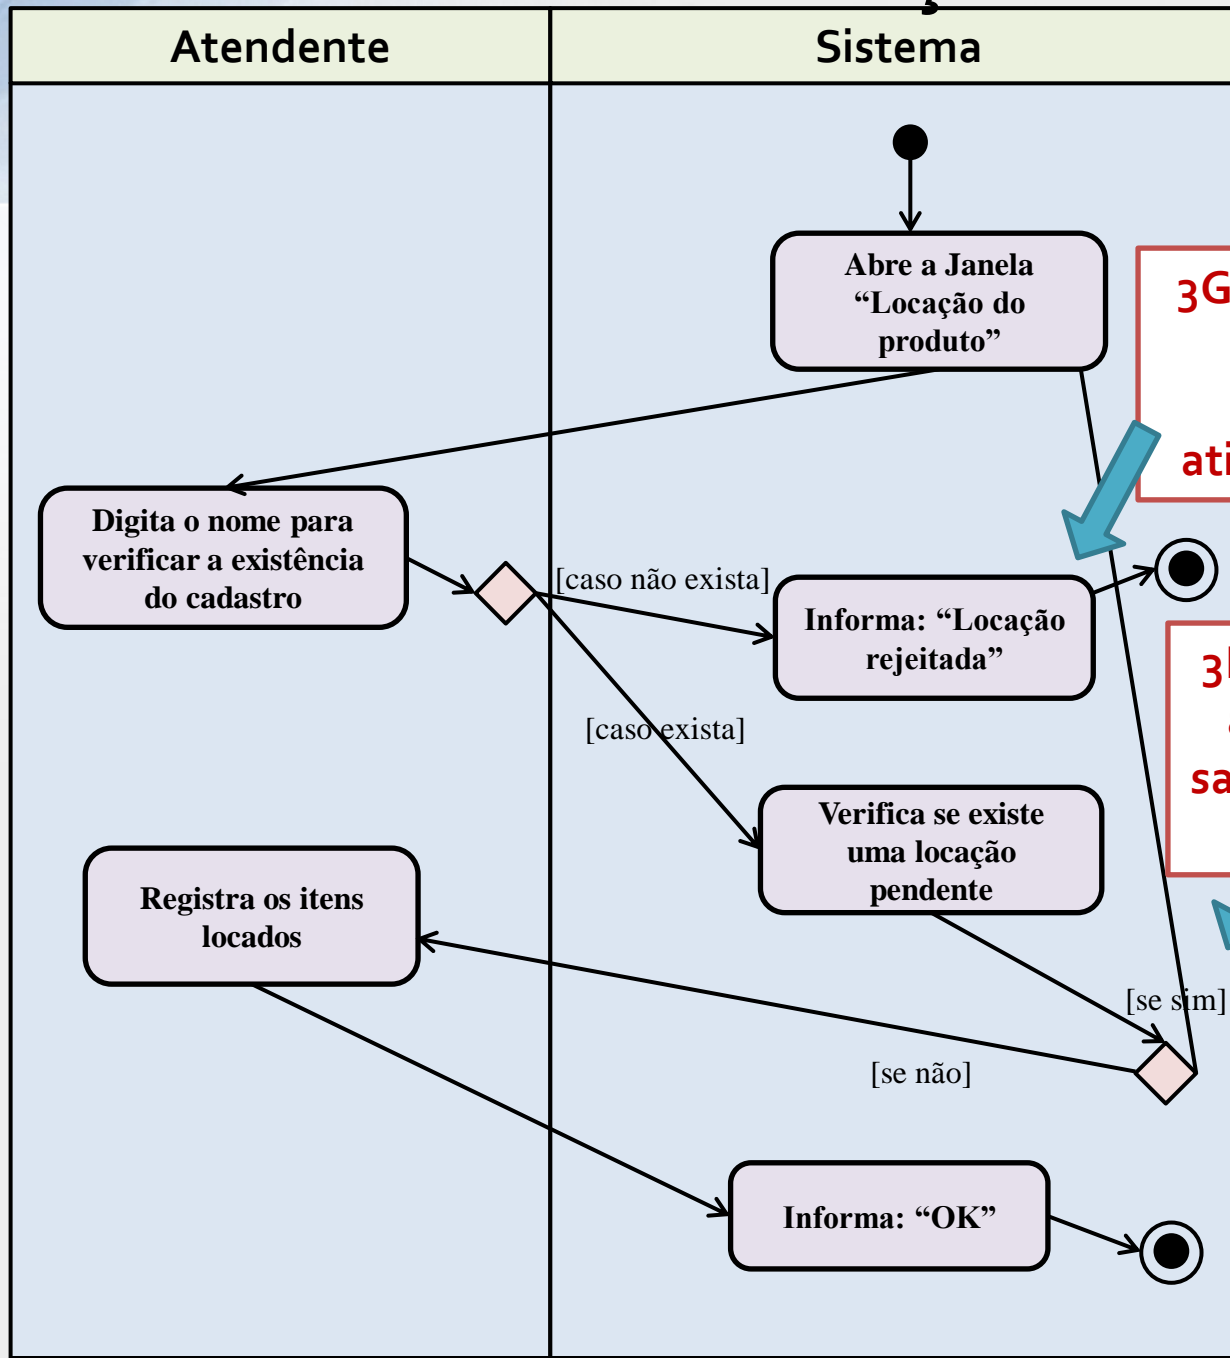 Atendente
Sistema
Abre a Janela
“Locação do
produto”
3G
ati
Digita o nome para
verificar a existência
do cadastro
[caso não exista]
Informa: “Locação
rejeitada”
[caso exista]
sa
Verifica se existe
uma locação
pendente
Registra os itens
locados
[se sim]
[se não]
Informa: “OK”